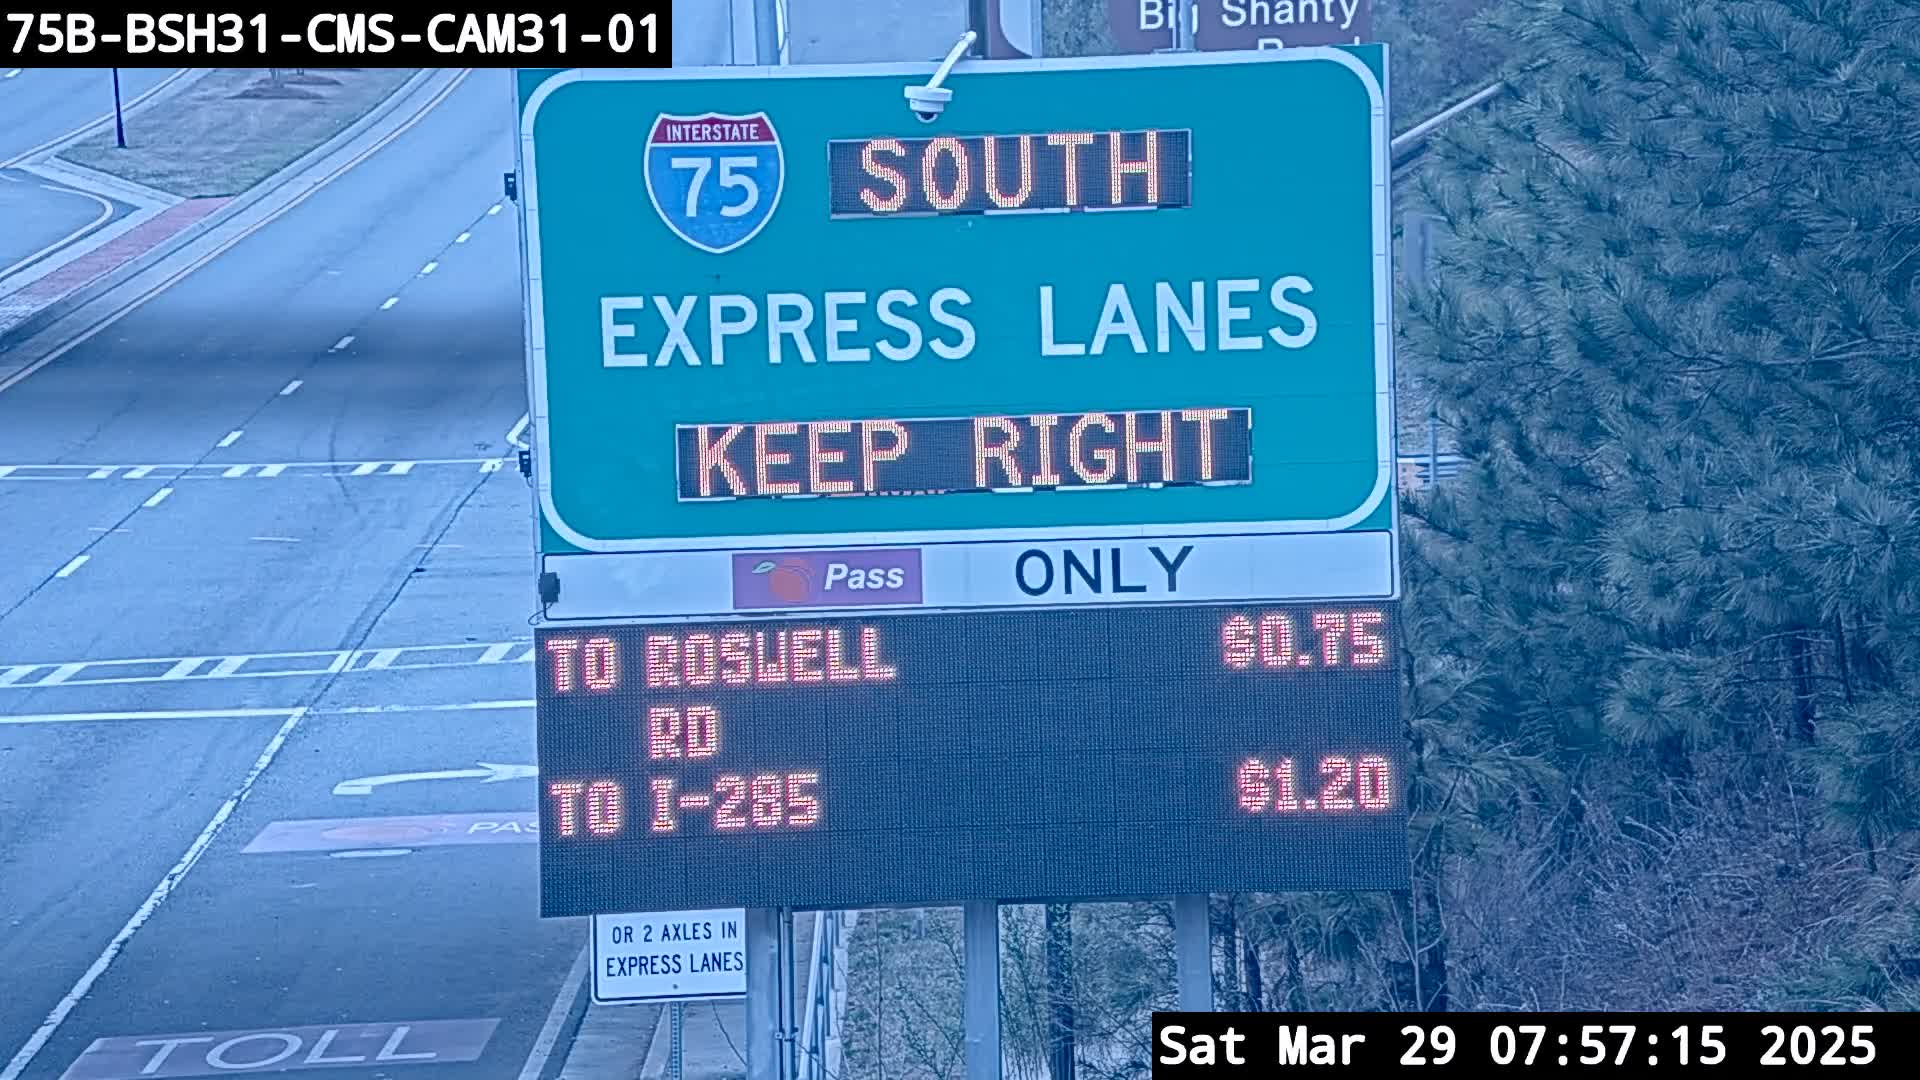 75B-BSH31-CMS-CAM31-01
Big Shanty
INTERSTATE
75
SOUTH
EXPRESS LANES
KEEP RIGHT
Pass ONLY
TO ROSWELL $0.75
RD
TO I-285 $1.20
OR 2 AXLES IN
EXPRESS LANES
TOLL
Sat Mar 29 07:57:15 2025